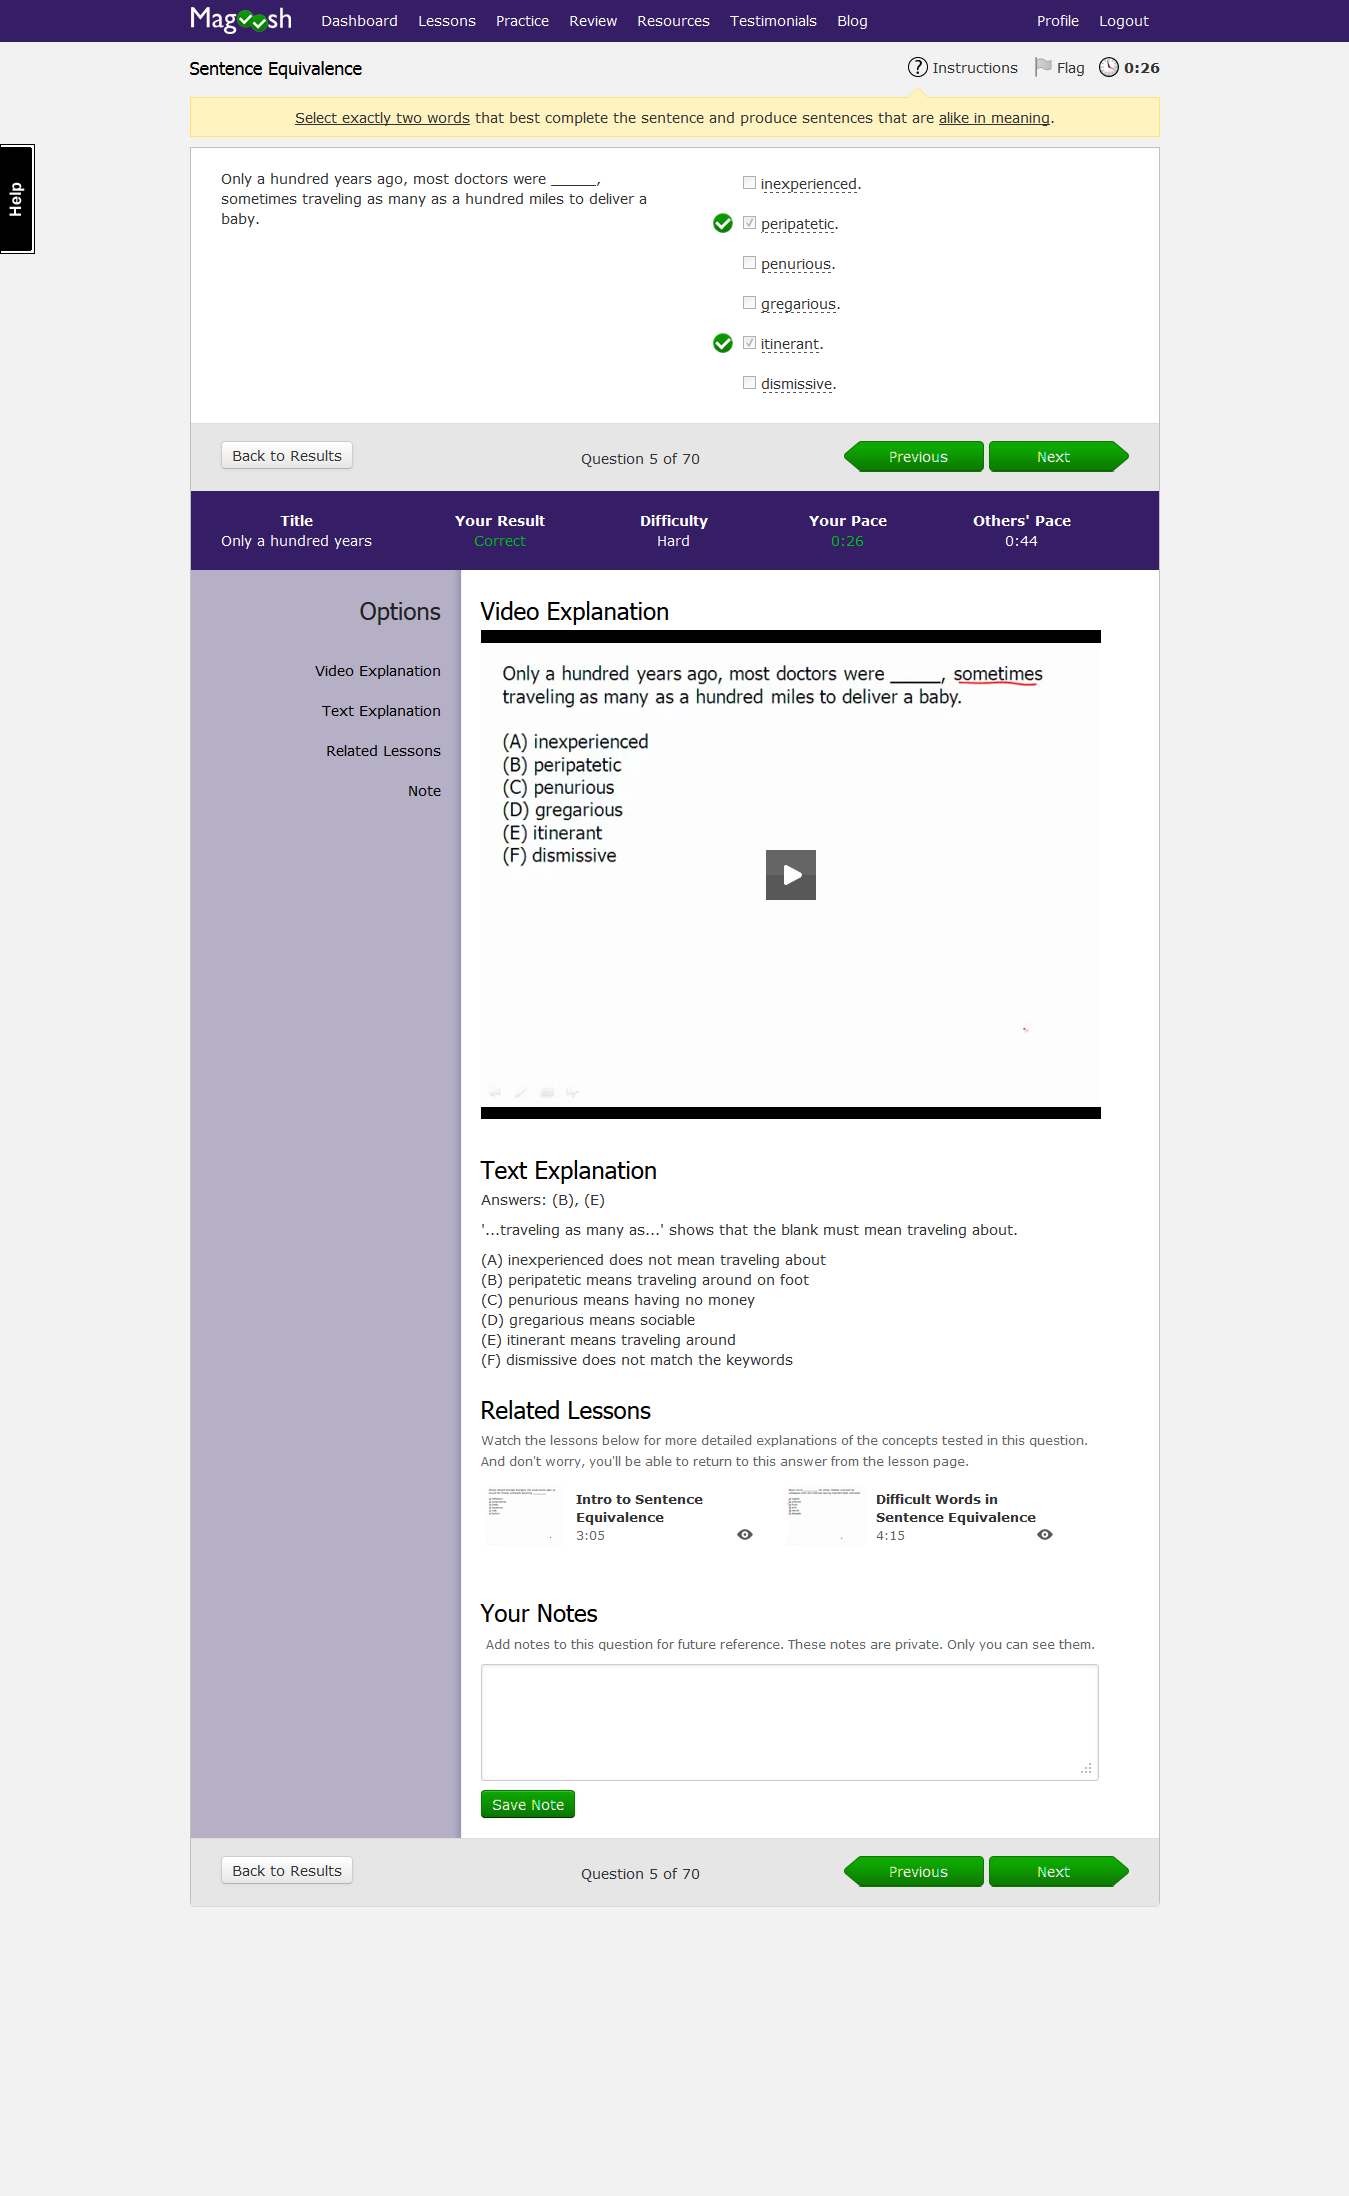 Magoosh Dashboard Lessons Practice Review Resources Testimonials Blog Profile Logout
Sentence Equivalence
? Instructions Flag 0:26
Select exactly two words that best complete the sentence and produce sentences that are alike in meaning.
Help
Only a hundred years ago, most doctors were ______,
sometimes traveling as many as a hundred miles to deliver a
baby.
inexperienced.
peripatetic.
penurious.
gregarious.
itinerant.
dismissive.
Back to Results Question 5 of 70 Previous Next
Title Your Result Difficulty Your Pace Others' Pace
Only a hundred years Correct Hard 0:26 0:44
Options
Video Explanation
Text Explanation
Related Lessons
Note
Video Explanation
Only a hundred years ago, most doctors were _____, sometimes
traveling as many as a hundred miles to deliver a baby.
(A) inexperienced
(B) peripatetic
(C) penurious
(D) gregarious
(E) itinerant
(F) dismissive
Text Explanation
Answers: (B), (E)
'...traveling as many as...' shows that the blank must mean traveling about.
(A) inexperienced does not mean traveling about
(B) peripatetic means traveling around on foot
(C) penurious means having no money
(D) gregarious means sociable
(E) itinerant means traveling around
(F) dismissive does not match the keywords
Related Lessons
Watch the lessons below for more detailed explanations of the concepts tested in this question.
And don't worry, you'll be able to return to this answer from the lesson page.
Intro to Sentence
Equivalence
3:05
Difficult Words in
Sentence Equivalence
4:15
Your Notes
Add notes to this question for future reference. These notes are private. Only you can see them.
Save Note
Back to Results Question 5 of 70 Previous Next